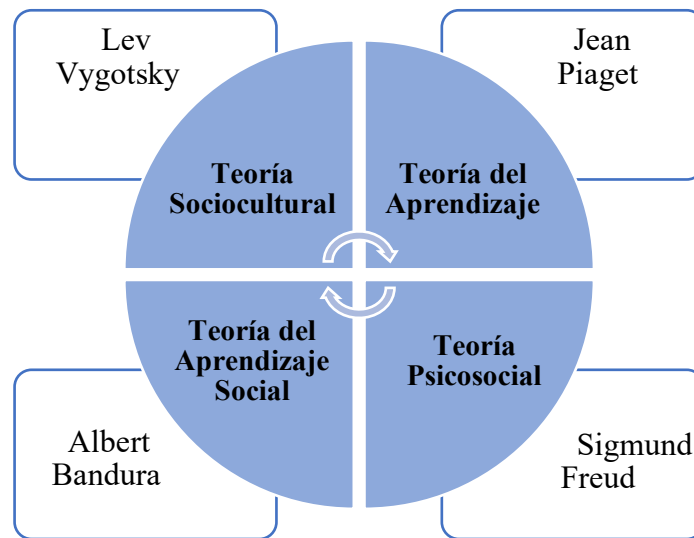 Lev
Vygotsky
Jean
Piaget
Teoría
Sociocultural
Teoría del
Aprendizaje
Teoría del
Aprendizaje
Social
Teoría
Psicosocial
Albert
Bandura
Sigmund
Freud